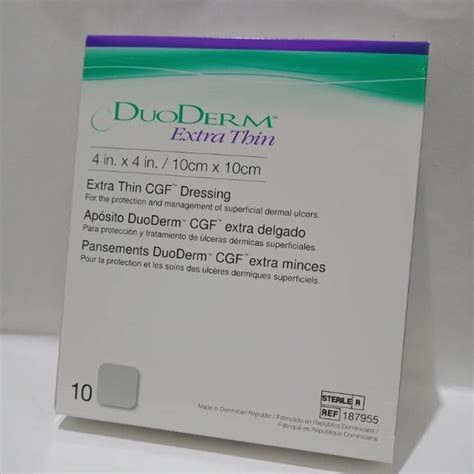 DUODERM™
Extra Thin
4 in. x 4 in. / 10cm x 10cm
Extra Thin CGF™ Dressing
For the protection and management of superficial dermal ulcers.
Apósito DuoDerm™ CGF™ extra delgado
Para protección y tratamiento de úlceras dérmicas superficiales.
Pansements DuoDerm™ CGF™ extra minces
Pour la protection et les soins des ulcères dermiques superficiels.
10
STERILE R
REF 187955
Made in Dominican Republic / Fabricado en República Dominicana /
Fabriqué en République Dominicaine